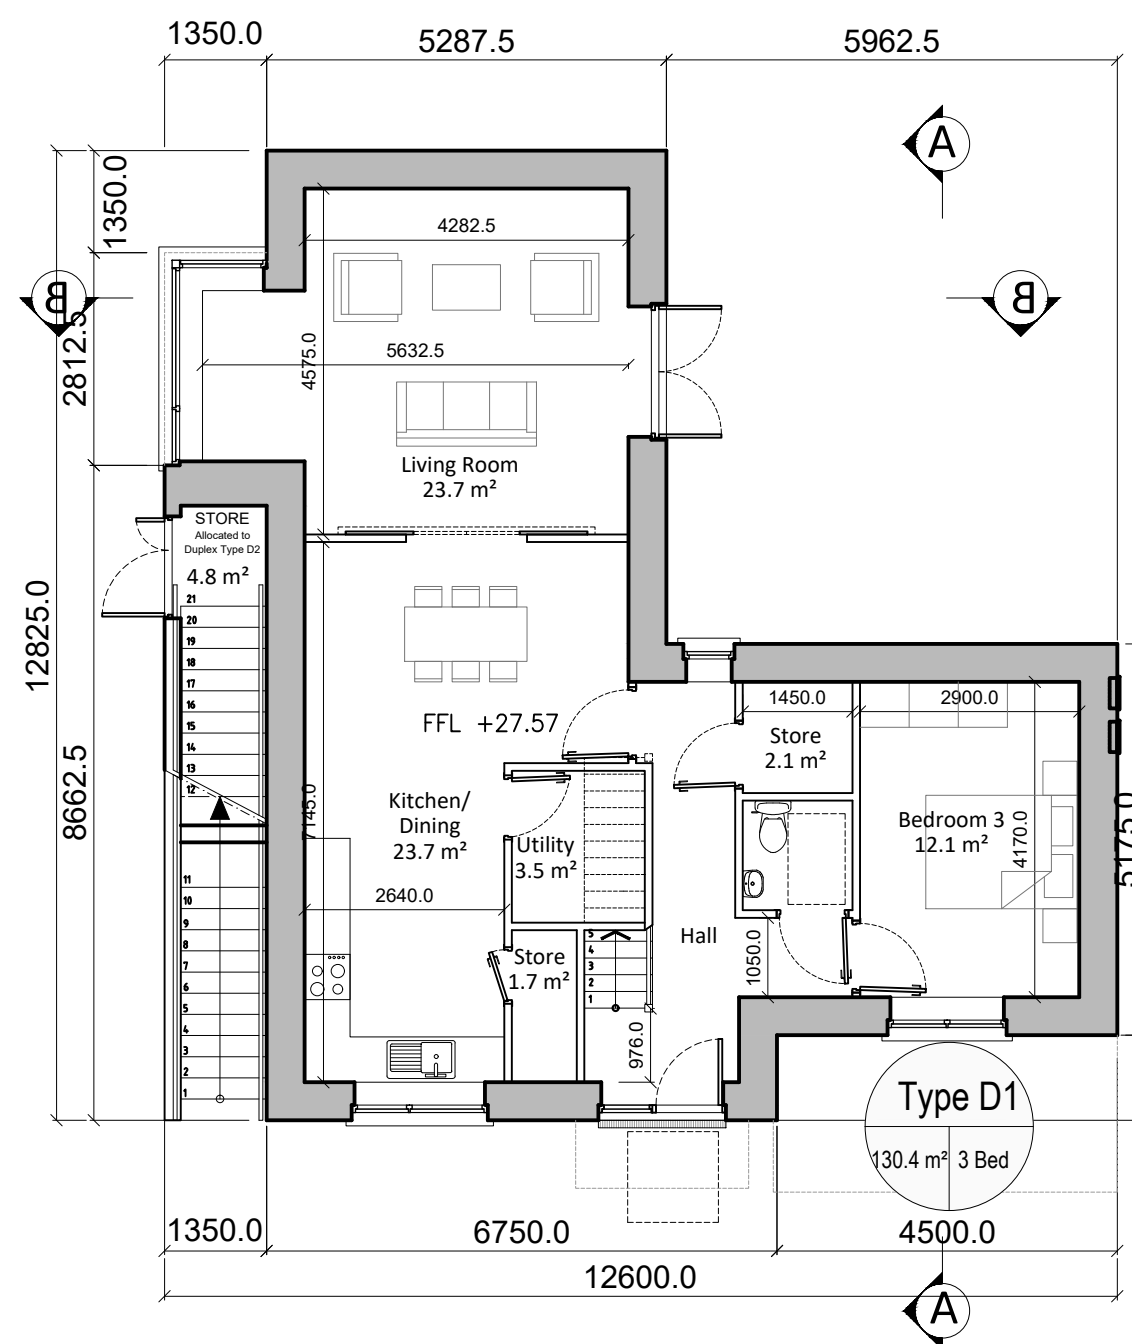 1350.0
5287.5
5962.5
A
1350.0
4282.5
B
B
2812.5
4575.0
5632.5
Living Room
23.7 m²
STORE
Allocated to
Duplex Type D2
4.8 m²
21
20
19
18
17
16
15
14
13
12
12825.0
8662.5
FFL +27.57
1450.0
2900.0
Store
2.1 m²
7145.0
Kitchen/
Dining
23.7 m²
Utility
3.5 m²
Bedroom 3
12.1 m²
4170.0
5175.0
2640.0
11
10
9
8
7
6
5
4
3
2
1
Store
1.7 m²
5
4
3
2
1
Hall
1050.0
976.0
Type D1
130.4 m²
3 Bed
1350.0
6750.0
4500.0
12600.0
A